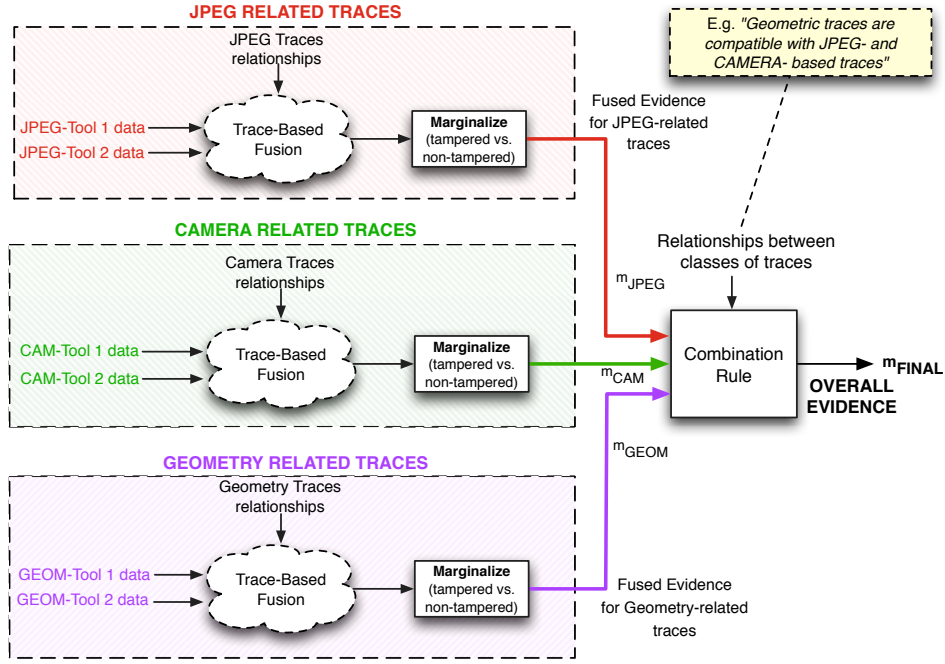 JPEG RELATED TRACES
JPEG Traces
relationships
JPEG-Tool 1 data
JPEG-Tool 2 data
Trace-Based
Fusion
Marginalize
(tampered vs.
non-tampered)
Fused Evidence
for JPEG-related
traces
E.g. "Geometric traces are
compatible with JPEG- and
CAMERA- based traces"
CAMERA RELATED TRACES
Camera Traces
relationships
CAM-Tool 1 data
CAM-Tool 2 data
Trace-Based
Fusion
Marginalize
(tampered vs.
non-tampered)
mJPEG
mCAM
mGEOM
Relationships between
classes of traces
Combination
Rule
mFINAL
OVERALL
EVIDENCE
GEOMETRY RELATED TRACES
Geometry Traces
relationships
GEOM-Tool 1 data
GEOM-Tool 2 data
Trace-Based
Fusion
Marginalize
(tampered vs.
non-tampered)
Fused Evidence
for Geometry-related
traces